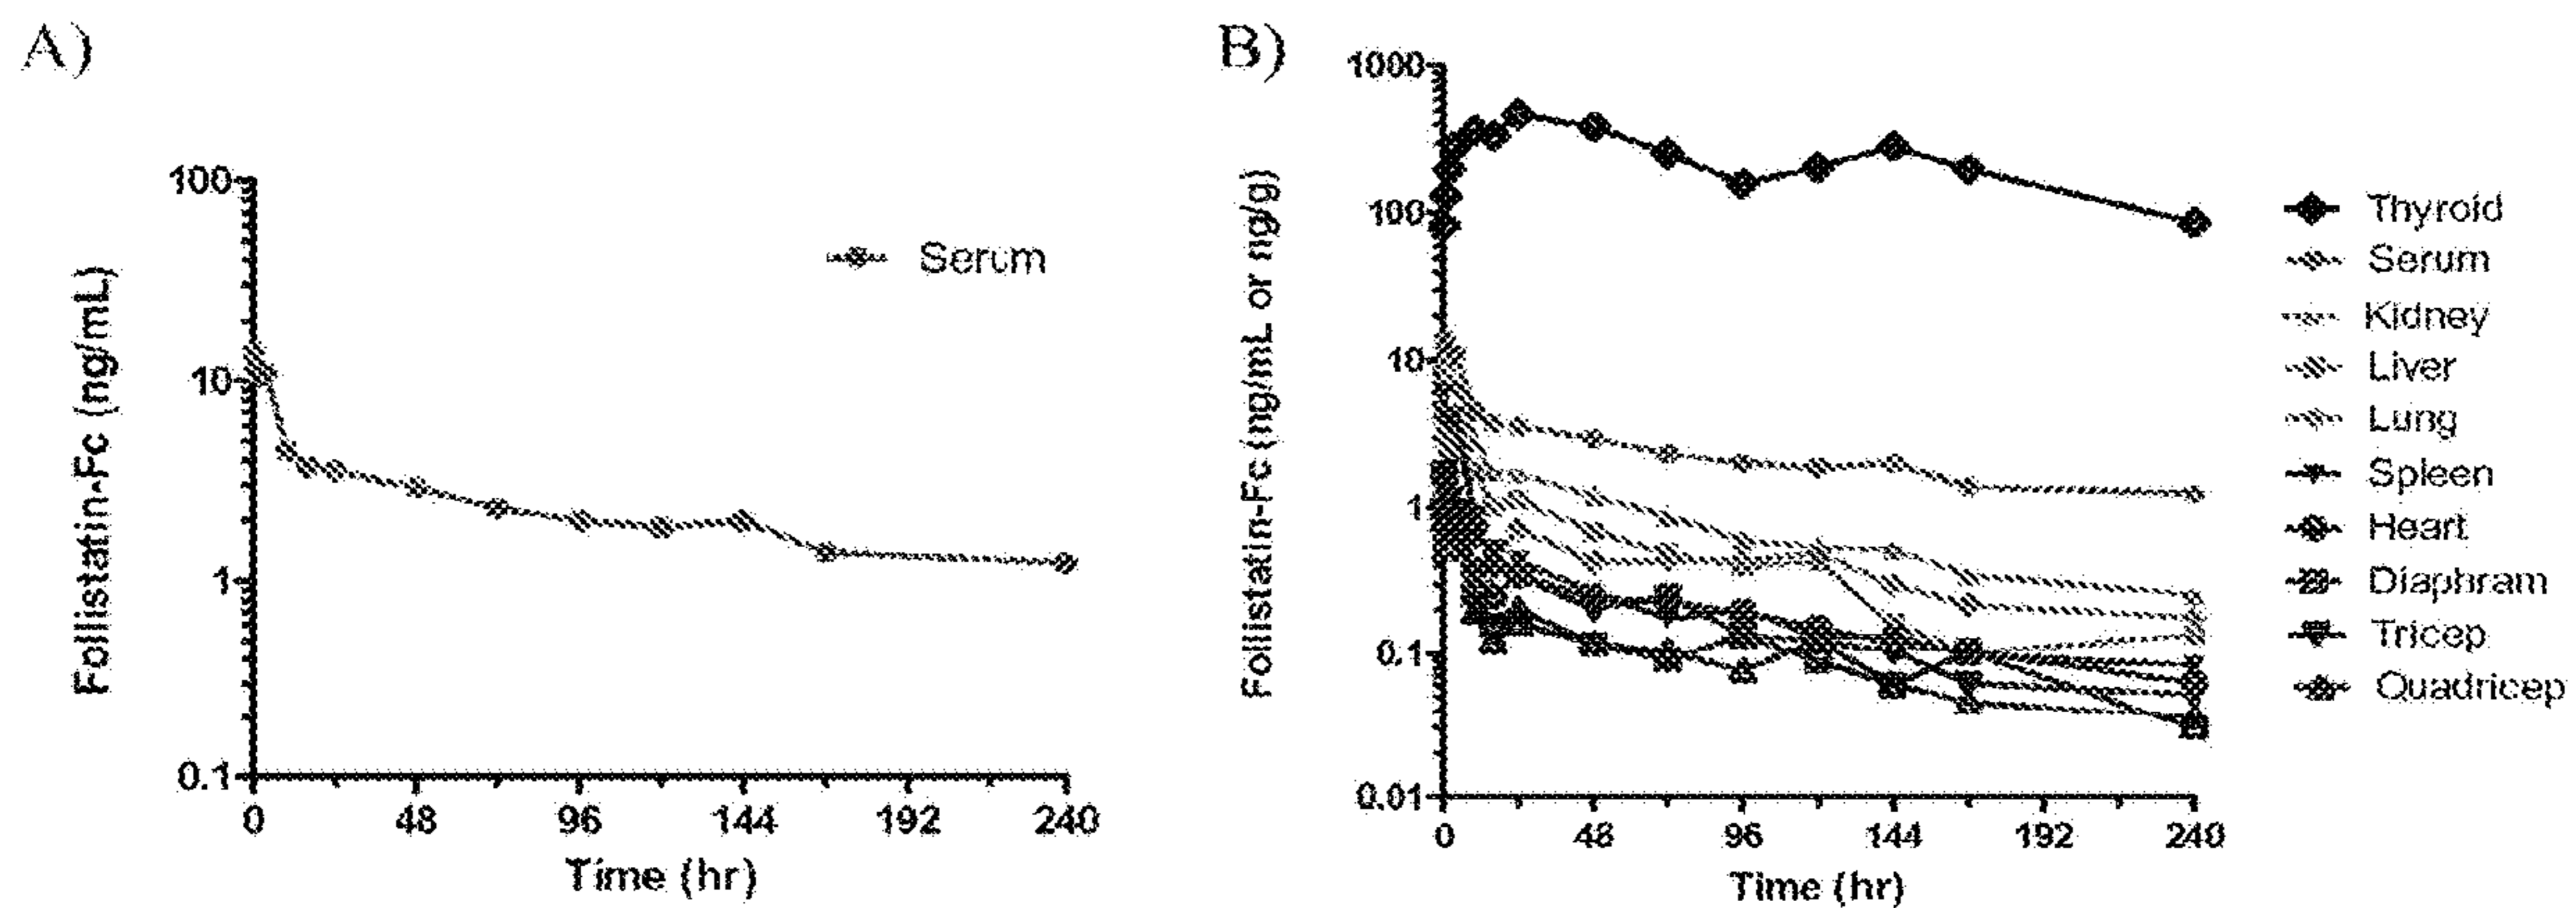 A)
Follistatin-Fc (ng/mL)
100
10
1
0.1
0
48
96
144
192
240
Time (hr)
Serum
B)
Follistatin-Fc (ng/mL or ng/g)
1000
100
10
1
0.1
0.01
0
48
96
144
192
240
Time (hr)
Thyroid
Serum
Kidney
Liver
Lung
Spleen
Heart
Diaphram
Tricep
Quadricep